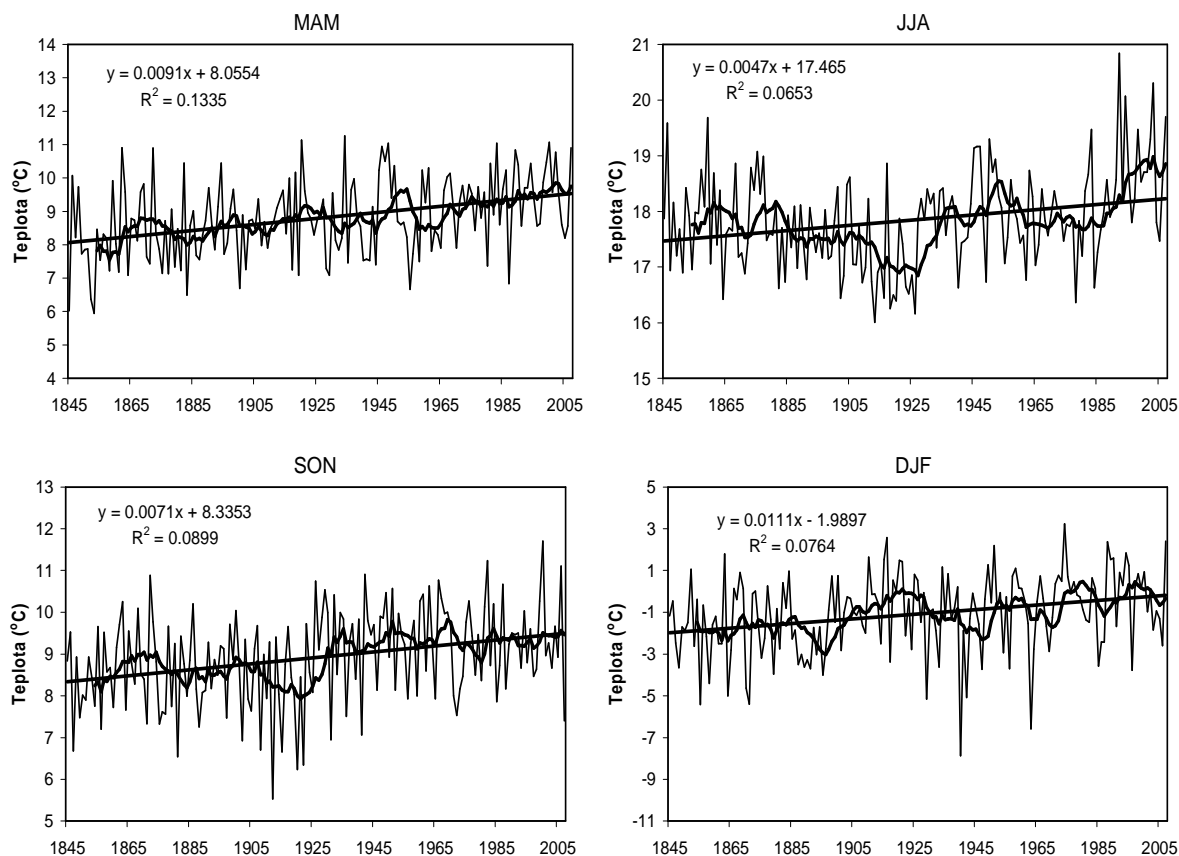 MAM
14
13
12
11
10
9
8
7
6
5
4
Teplota (°C)
y = 0.0091x + 8.0554
R² = 0.1335
1845 1865 1885 1905 1925 1945 1965 1985 2005
JJA
21
20
19
18
17
16
15
Teplota (°C)
y = 0.0047x + 17.465
R² = 0.0653
1845 1865 1885 1905 1925 1945 1965 1985 2005
SON
13
12
11
10
9
8
7
6
5
Teplota (°C)
y = 0.0071x + 8.3353
R² = 0.0899
1845 1865 1885 1905 1925 1945 1965 1985 2005
DJF
5
3
1
-1
-3
-5
-7
-9
-11
Teplota (°C)
y = 0.0111x - 1.9897
R² = 0.0764
1845 1865 1885 1905 1925 1945 1965 1985 2005